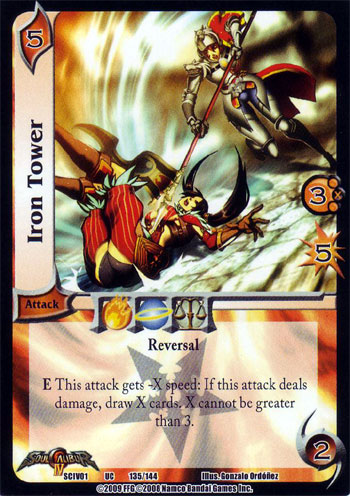 5
Iron Tower
3
5
Attack
Reversal
E This attack gets -X speed: If this attack deals
damage, draw X cards. X cannot be greater
than 3.
SOULCALIBUR
IV
SCIV01 UC 135/144 Illus. Gonzalo Ordóñez
©2009 FFG ©2008 Namco Bandai Games Inc.
2